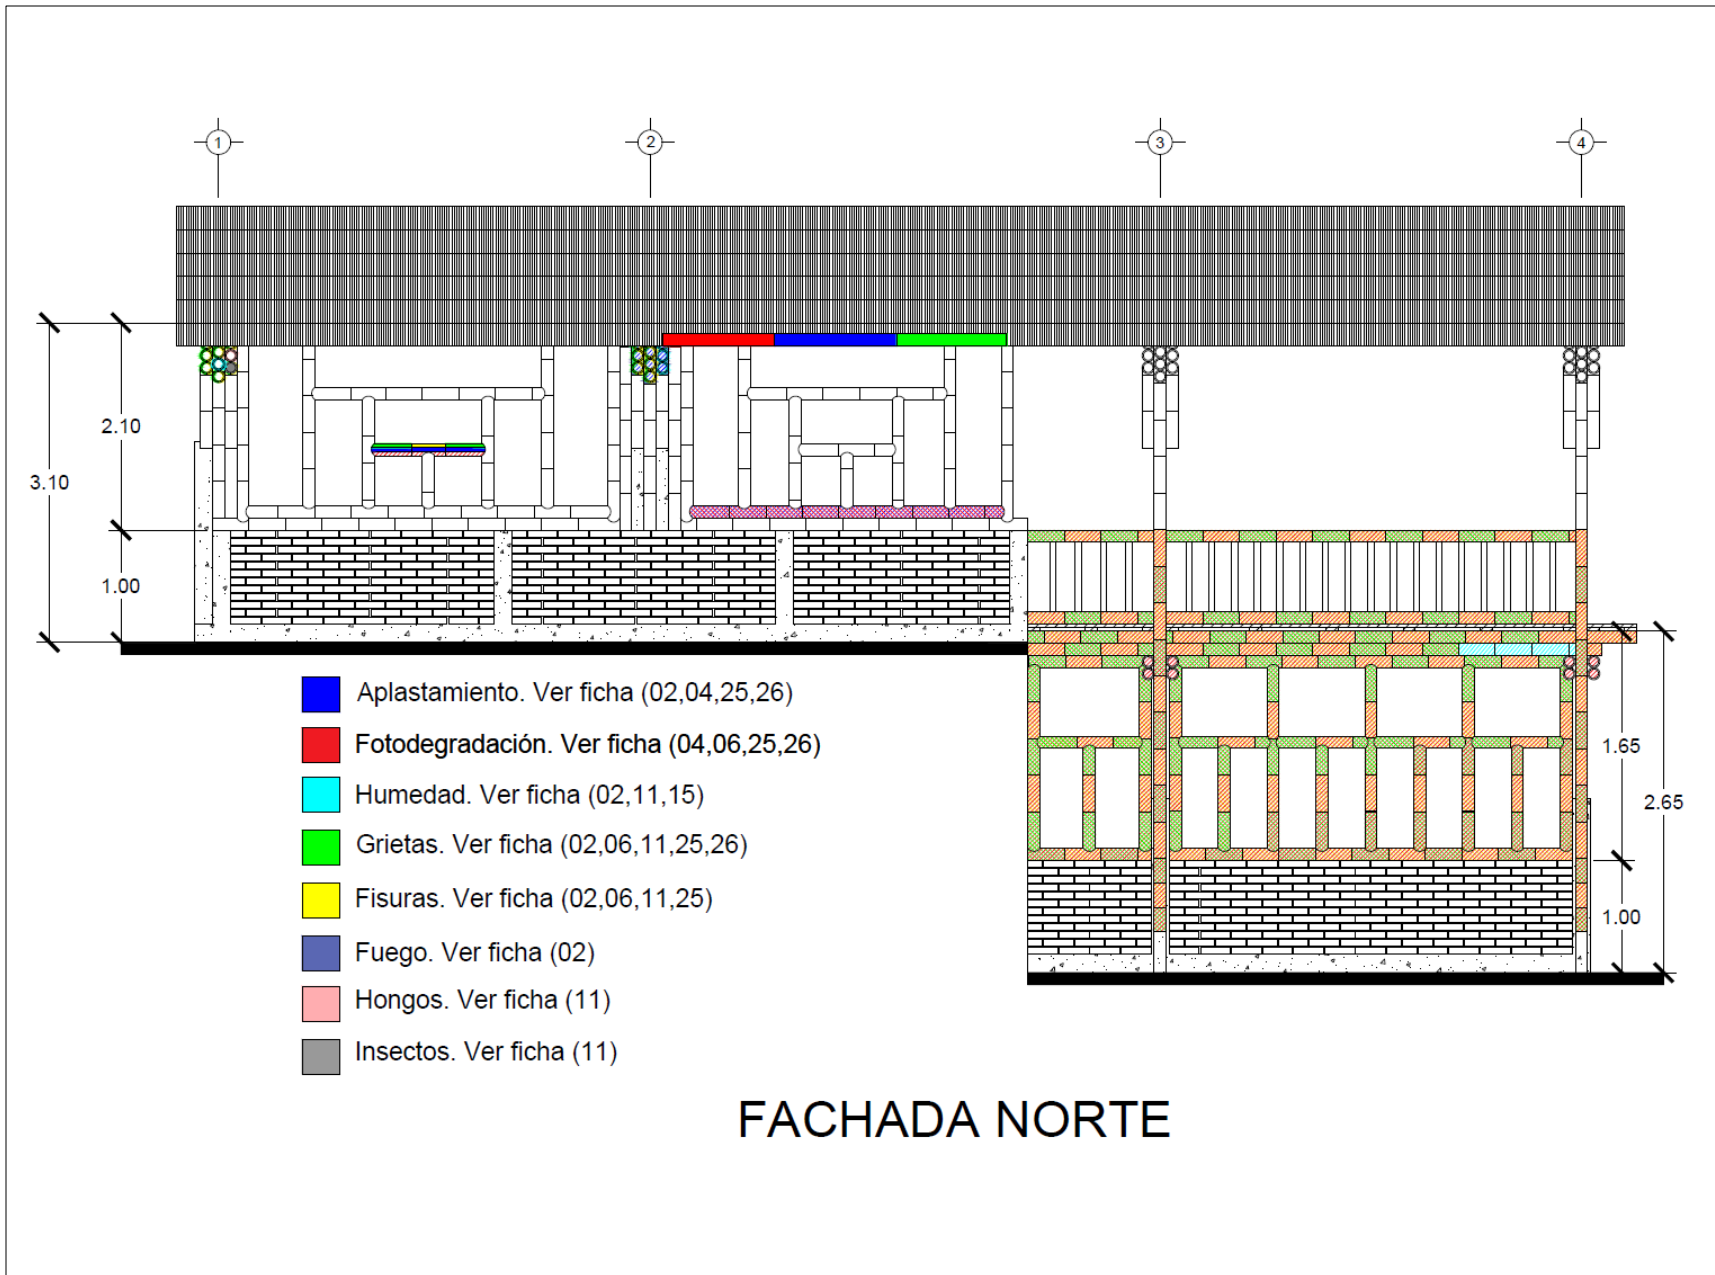 1 2 3 4
2.10
3.10
1.00
Aplastamiento. Ver ficha (02,04,25,26)
Fotodegradación. Ver ficha (04,06,25,26)
Humedad. Ver ficha (02,11,15)
Grietas. Ver ficha (02,06,11,25,26)
Fisuras. Ver ficha (02,06,11,25)
Fuego. Ver ficha (02)
Hongos. Ver ficha (11)
Insectos. Ver ficha (11)
1.65
2.65
1.00
FACHADA NORTE